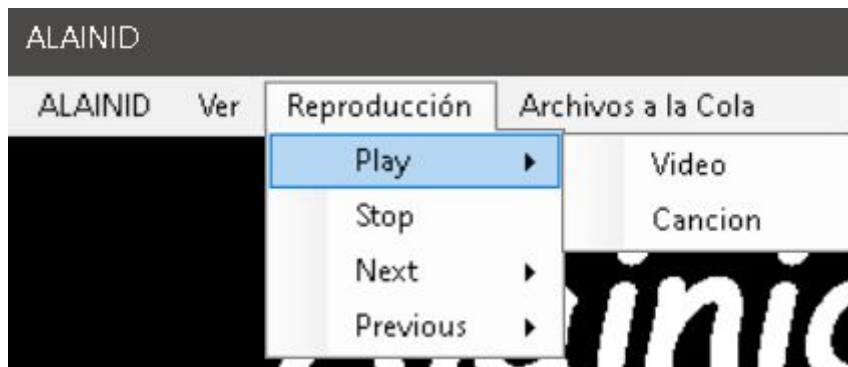 ALAINID
ALAINID Ver Reproducción Archivos a la Cola
Play Video
Stop Cancion
Next
Previous